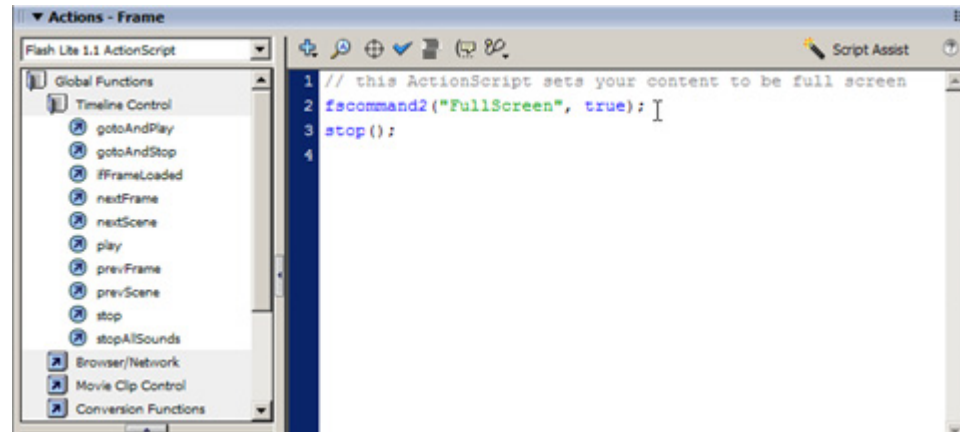 ▼ Actions - Frame
Flash Lite 1.1 ActionScript
Script Assist
Global Functions
Timeline Control
gotoAndPlay
gotoAndStop
ifFrameLoaded
nextFrame
nextScene
play
prevFrame
prevScene
stop
stopAllSounds
Browser/Network
Movie Clip Control
Conversion Functions
1 // this ActionScript sets your content to be full screen
2 fscommand2("FullScreen", true);
3 stop();
4